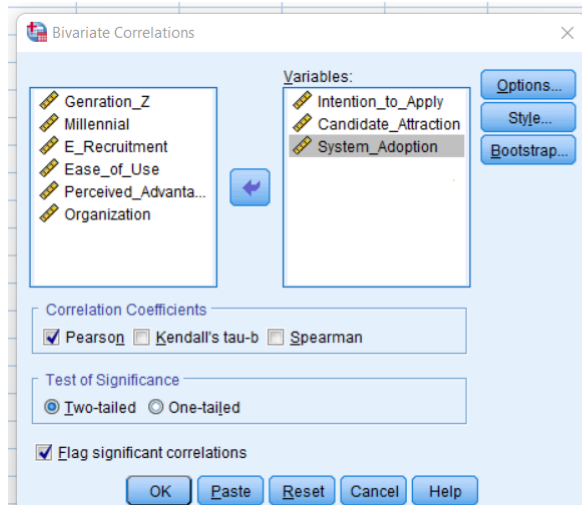 Bivariate Correlations
Genration_Z
Millennial
E_Recruitment
Ease_of_Use
Perceived_Advanta...
Organization
Variables:
Intention_to_Apply
Candidate_Attraction
System_Adoption
Options...
Style...
Bootstrap...
Correlation Coefficients
Pearson Kendall's tau-b Spearman
Test of Significance
Two-tailed One-tailed
Flag significant correlations
OK Paste Reset Cancel Help